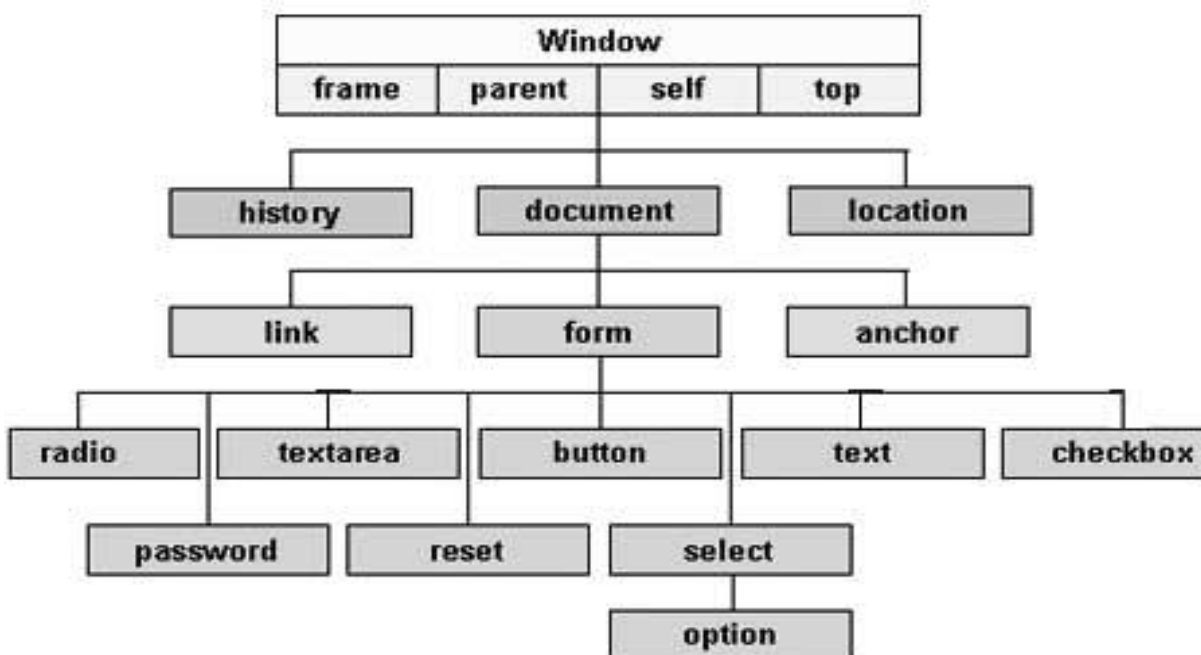 Window
frame parent self top
history document location
link form anchor
radio textarea button text checkbox
password reset select
option